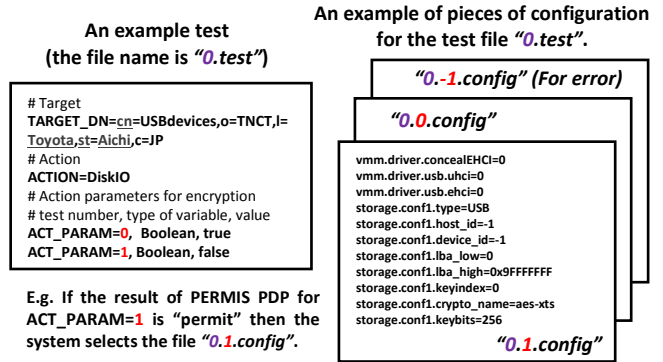 An example test
(the file name is “0.test”)
# Target
TARGET_DN=cn=USBdevices,o=TNCT,l=
Toyota,st=Aichi,c=JP
# Action
ACTION=DiskIO
# Action parameters for encryption
# test number, type of variable, value
ACT_PARAM=0, Boolean, true
ACT_PARAM=1, Boolean, false
E.g. If the result of PERMIS PDP for
ACT_PARAM=1 is “permit” then the
system selects the file “0.1.config”.
An example of pieces of configuration
for the test file “0.test”.
“0.-1.config” (For error)
“0.0.config”
vmm.driver.concealEHCI=0
vmm.driver.usb.uhci=0
vmm.driver.usb.ehci=0
storage.conf1.type=USB
storage.conf1.host_id=-1
storage.conf1.device_id=-1
storage.conf1.lba_low=0
storage.conf1.lba_high=0x9FFFFFFF
storage.conf1.keyindex=0
storage.conf1.crypto_name=aes-xts
storage.conf1.keybits=256
“0.1.config”